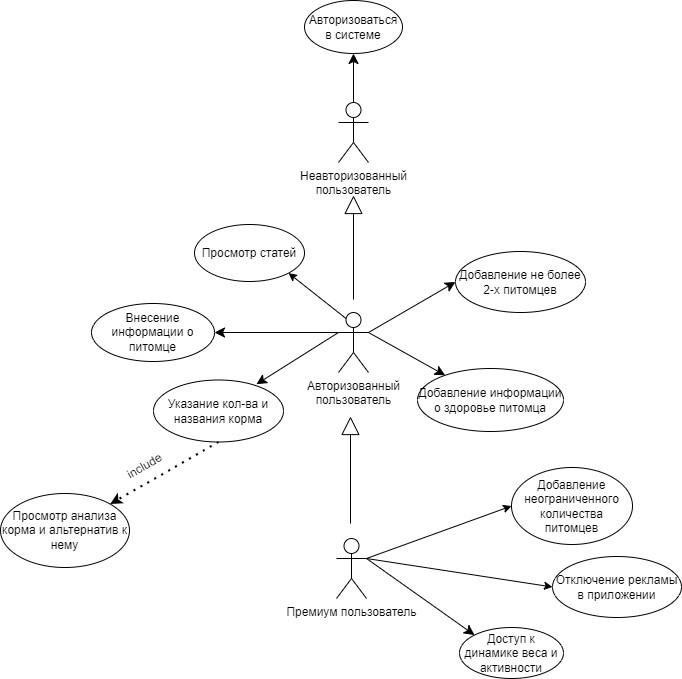 Авторизоваться
в системе
Неавторизованный
пользователь
Просмотр статей
Добавление не более
2-х питомцев
Внесение
информации о
питомце
Авторизованный
пользователь
Указание кол-ва и
названия корма
Добавление информации
о здоровье питомца
include
Просмотр анализа
корма и альтернатив к
нему
Добавление
неограниченного
количества
питомцев
Отключение рекламы
в приложении
Премиум пользователь
Доступ к
динамике веса и
активности